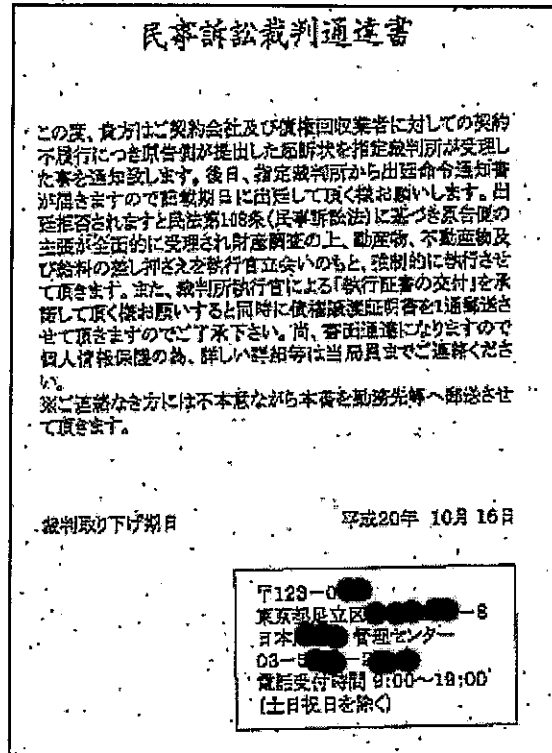 民事訴訟裁判通達書
この度、貴方はご契約会社及び債権回収業者に対しての契約
不履行につき原告側が提出した起訴状を指定裁判所が受理し
た事を通知致します。後日、指定裁判所から出廷命令通知書
が届きますので記載期日に出廷して頂く様お願いします。出
廷拒否されますと民法第108条(民事訴訟法)に基づき原告側の
主張が全面的に受理され財産調査の上、動産物、不動産物及
び給料の差し押さえを執行官立会いのもと、強制的に執行させ
て頂きます。また、裁判所執行官による「執行証書の交付」を承
諾して頂く様お願いすると同時に債権譲渡証明書を1通郵送さ
せて頂きますのでご了承下さい。尚、書面通達になりますので
個人情報保護の為、詳しい詳細等は当局員までご連絡くださ
い。
※ご連絡なき方には不本意ながら本書を勤務先等へ郵送させ
て頂きます。
裁判取り下げ期日 平成20年 10月 16日
〒123-0
東京都足立区 -8
日本 管理センター
03-5 -2
電話受付時間 9:00~19:00
(土日祝日を除く)